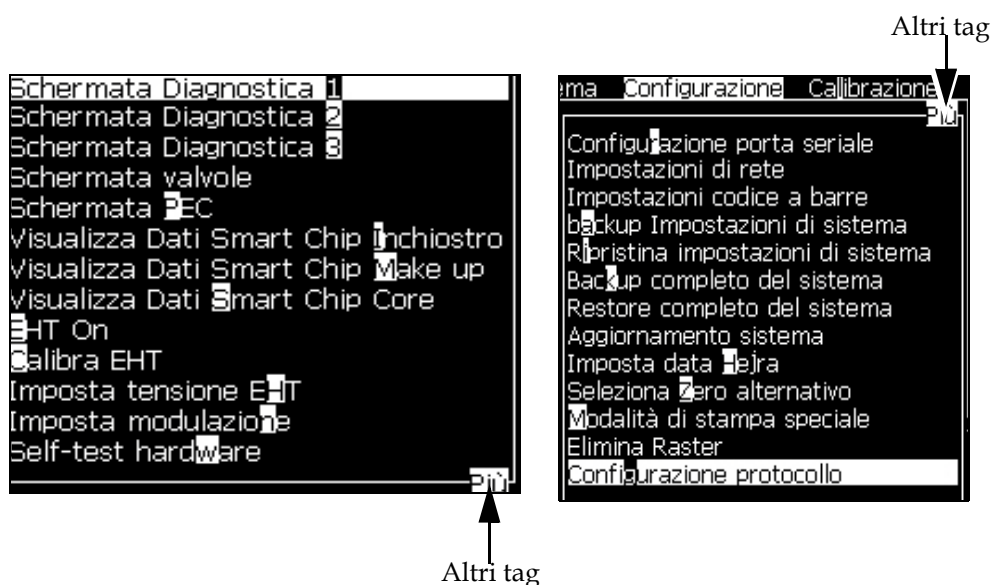 Altri tag
Schermata Diagnostica 1
Schermata Diagnostica 2
Schermata Diagnostica 3
Schermata valvole
Schermata PEC
Visualizza Dati Smart Chip Inchiostro
Visualizza Dati Smart Chip Make up
Visualizza Dati Smart Chip Core
EHT On
Calibra EHT
Imposta tensione EHT
Imposta modulazione
Self-test hardware
Più
Altri tag
ema Configurazione Callibrazione
Più
Configurazione porta seriale
Impostazioni di rete
Impostazioni codice a barre
backup Impostazioni di sistema
Ripristina impostazioni di sistema
Backup completo del sistema
Restore completo del sistema
Aggiornamento sistema
Imposta data Hejra
Seleziona Zero alternativo
Modalità di stampa speciale
Elimina Raster
Configurazione protocollo